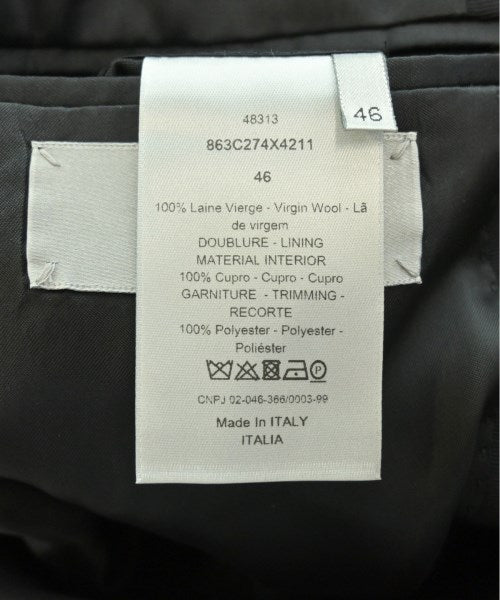 46
48313
863C274X4211
46
100% Laine Vierge - Virgin Wool - Lã
de virgem
DOUBLURE - LINING
MATERIAL INTERIOR
100% Cupro - Cupro - Cupro
GARNITURE - TRIMMING -
RECORTE
100% Polyester - Polyester -
Poliéster
CNPJ 02-046-366/0003-99
Made In ITALY
ITALIA